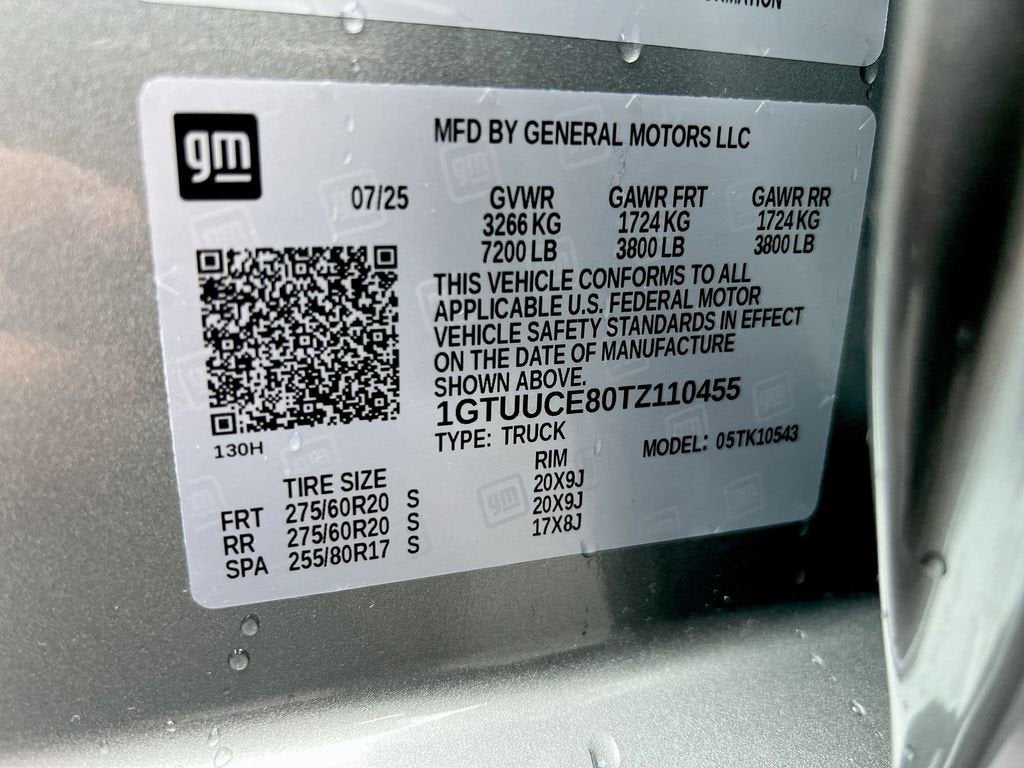 gm
MFD BY GENERAL MOTORS LLC
07/25 GVWR GAWR FRT GAWR RR
3266 KG 1724 KG 1724 KG
7200 LB 3800 LB 3800 LB
THIS VEHICLE CONFORMS TO ALL
APPLICABLE U.S. FEDERAL MOTOR
VEHICLE SAFETY STANDARDS IN EFFECT
ON THE DATE OF MANUFACTURE
SHOWN ABOVE.
1GTUUCE80TZ110455
TYPE: TRUCK MODEL: 05TK10543
130H
TIRE SIZE RIM
FRT 275/60R20 S 20X9J
RR 275/60R20 S 20X9J
SPA 255/80R17 S 17X8J